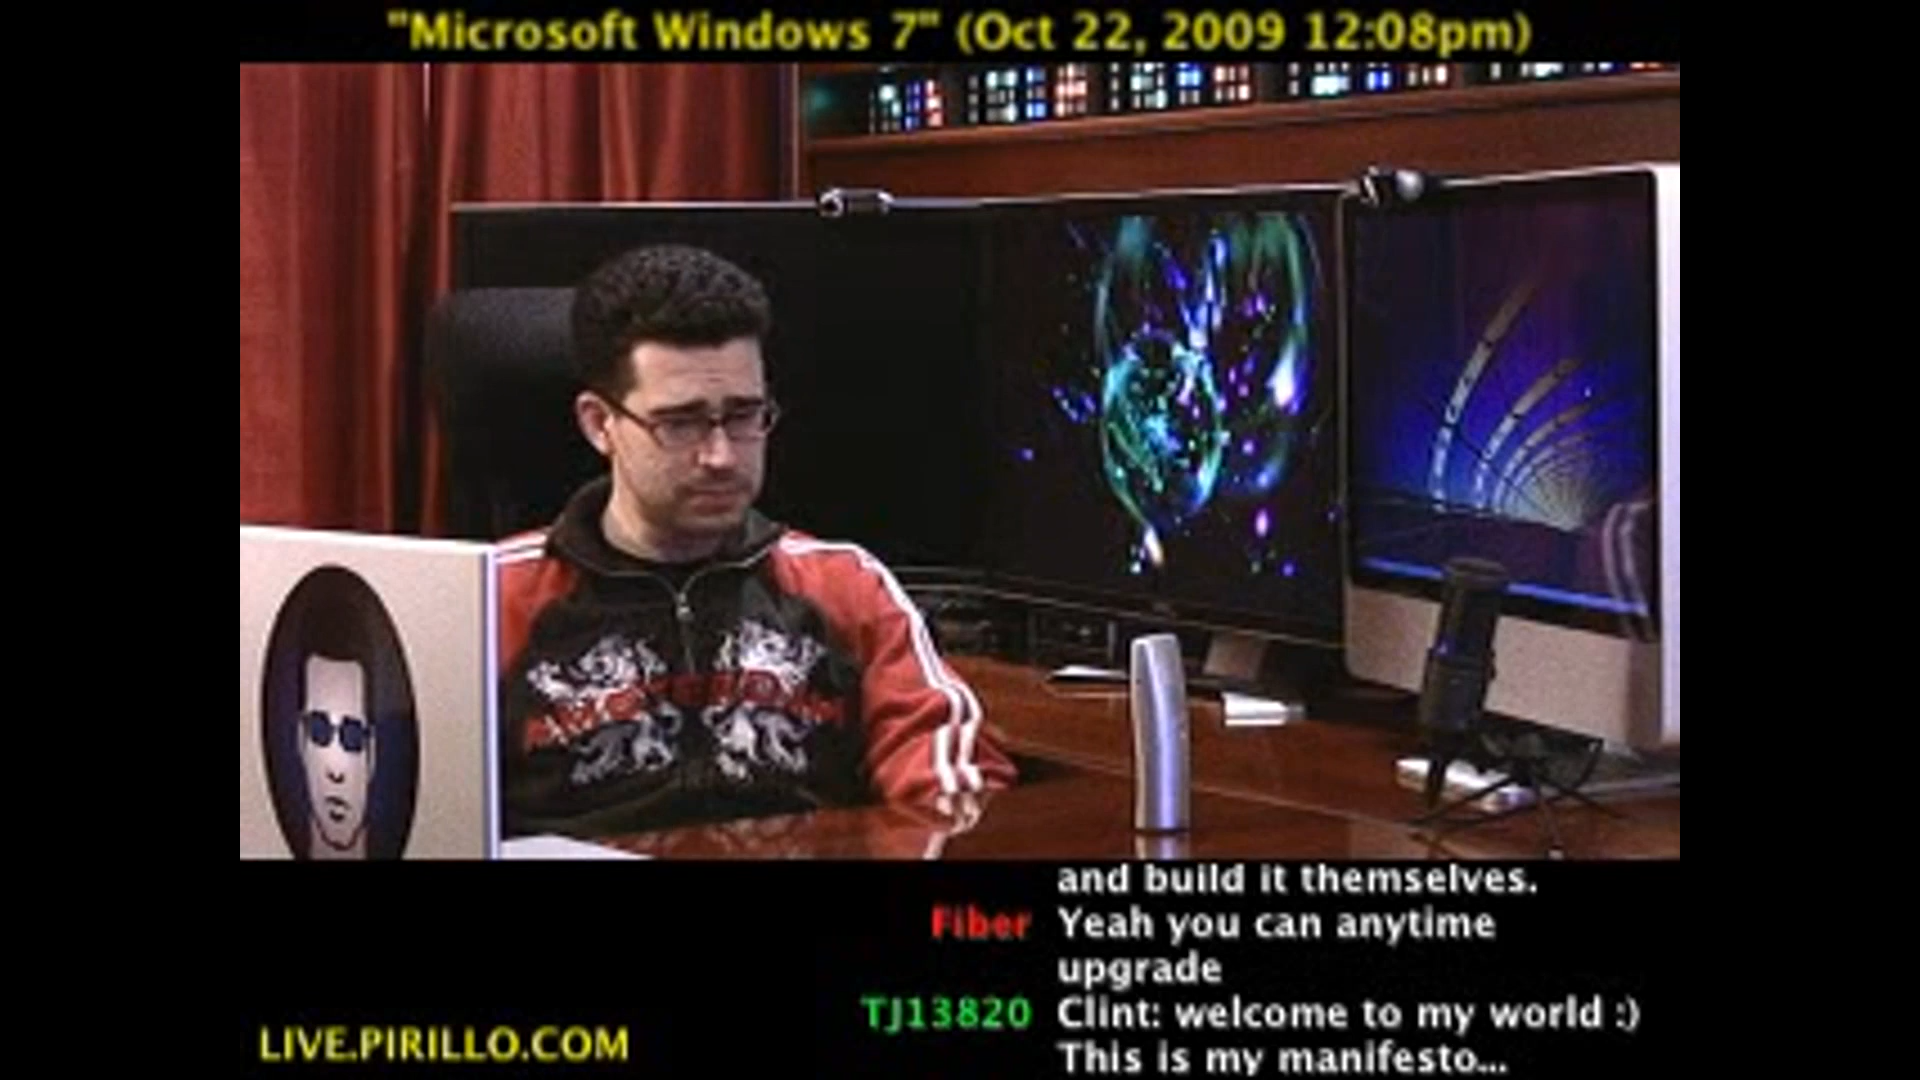 "Microsoft Windows 7" (Oct 22, 2009 12:08pm)
AMSTERDAM
and build it themselves.
Fiber Yeah you can anytime
upgrade
TJ13820 Clint: welcome to my world :)
This is my manifesto...
LIVE.PIRILLO.COM